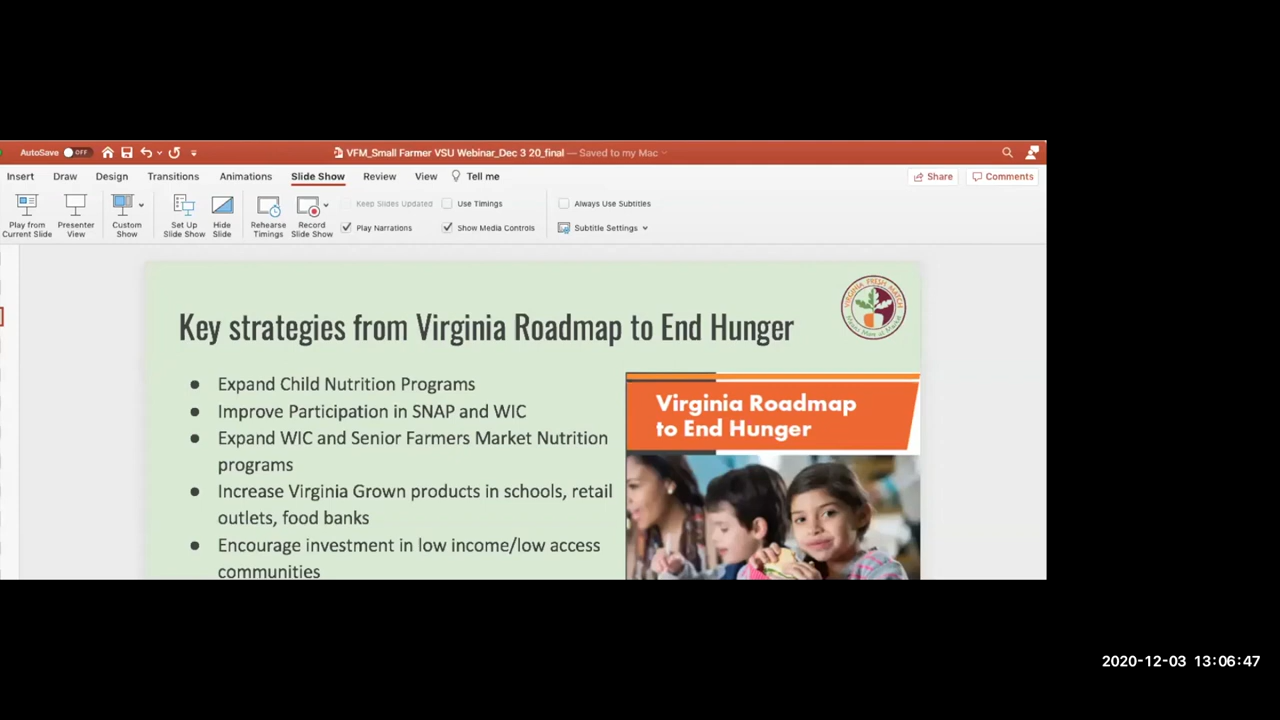 AutoSave OFF VFM_Small Farmer VSU Webinar_Dec 3 20_final — Saved to my Mac
Insert Draw Design Transitions Animations Slide Show Review View Tell me Share Comments
Play from Current Slide
Presenter View
Custom Show
Set Up Slide Show
Hide Slide
Rehearse Timings
Record Slide Show
Keep Slides Updated Use Timings Always Use Subtitles
Play Narrations Show Media Controls Subtitle Settings
Key strategies from Virginia Roadmap to End Hunger
VIRGINIA FRESH MATCH
● Expand Child Nutrition Programs
● Improve Participation in SNAP and WIC
● Expand WIC and Senior Farmers Market Nutrition
programs
● Increase Virginia Grown products in schools, retail
outlets, food banks
● Encourage investment in low income/low access
communities
Virginia Roadmap
to End Hunger
2020-12-03 13:06:47